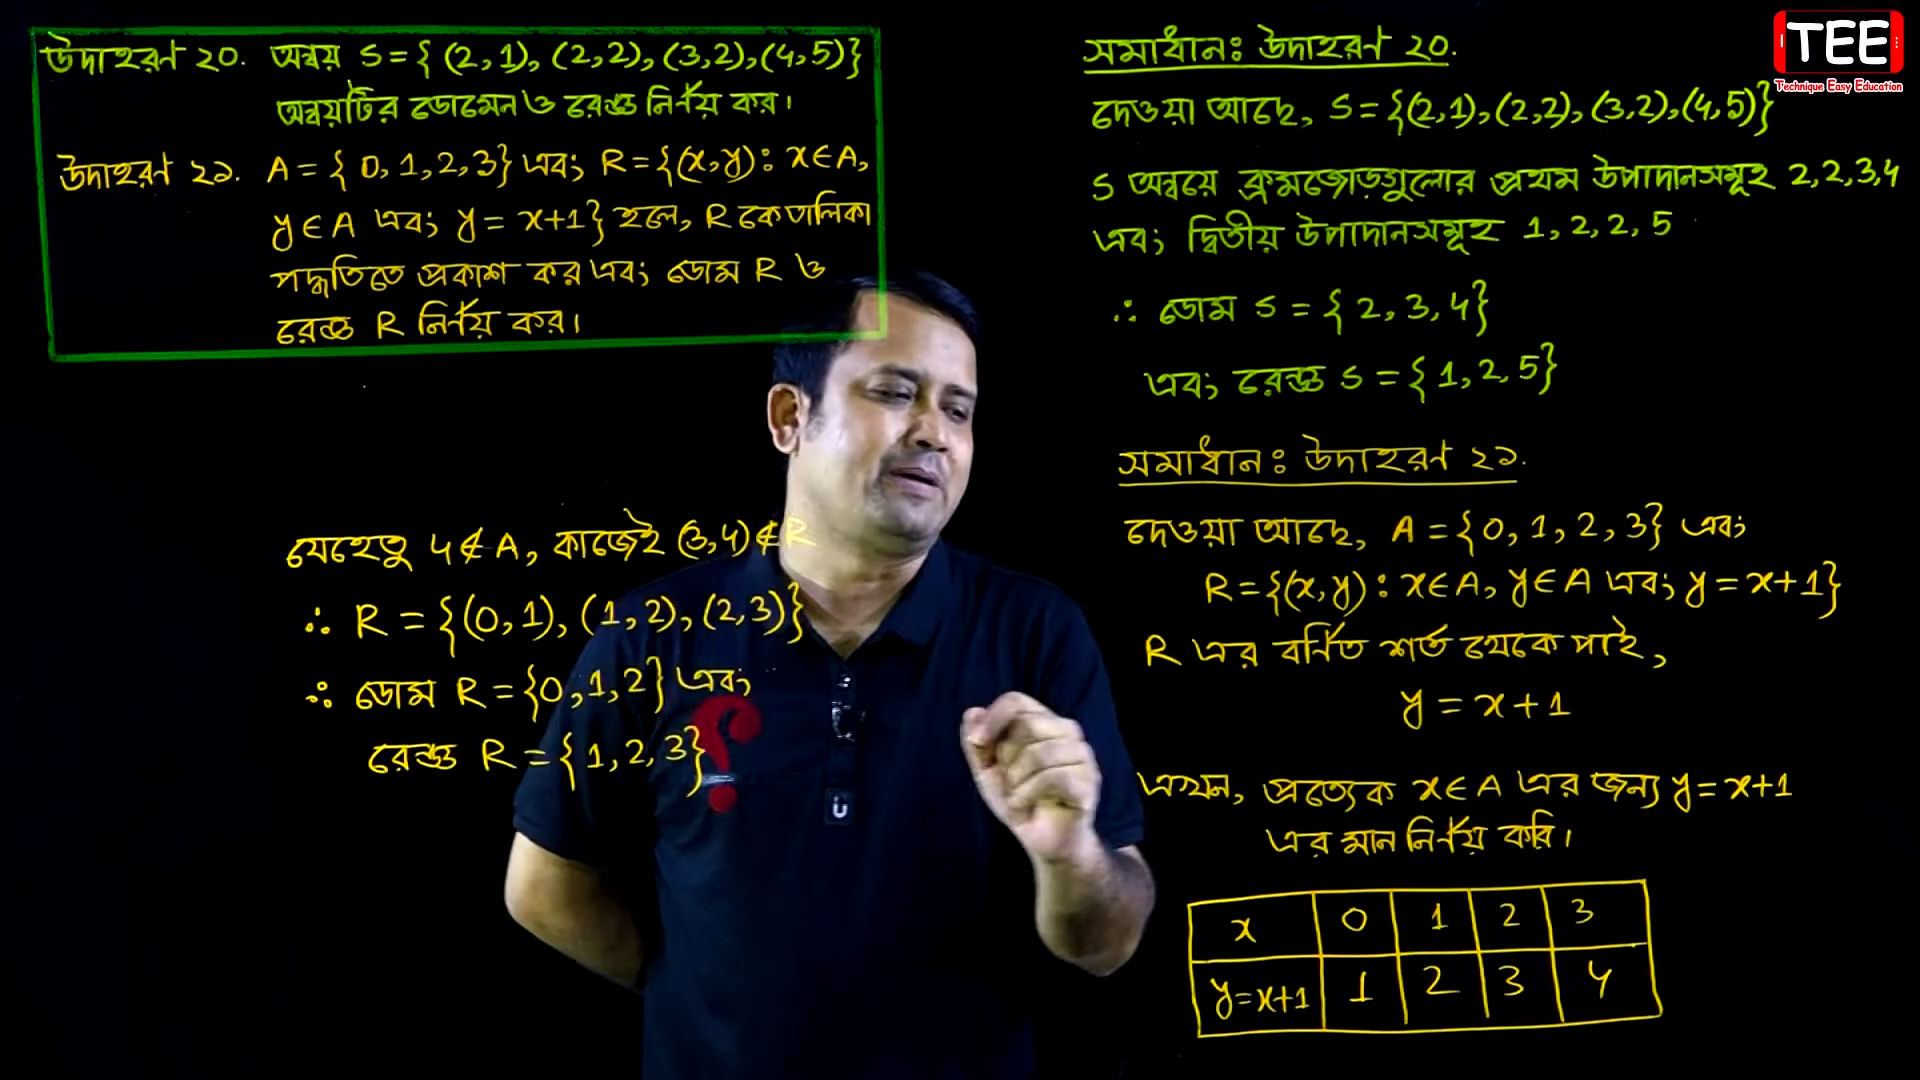 উদাহরণ ২০. অন্বয় S = { (2,1), (2,2), (3,2), (4,5)}
অন্বয়টির ডোমেন ও রেঞ্জ নির্ণয় কর।
উদাহরণ ২১. A = { 0, 1, 2, 3} এবং R = {(x,y) : x∈A,
y∈A এবং y = x+1} হলে, R কে তালিকা
পদ্ধতিতে প্রকাশ কর এবং ডোম R ও
রেঞ্জ R নির্ণয় কর।
যেহেতু 4∉A, কাজেই (3,4)∉R
∴ R = {(0,1), (1,2), (2,3)}
∴ ডোম R = {0,1,2} এবং
রেঞ্জ R = {1,2,3}
সমাধানঃ উদাহরণ ২০.
দেওয়া আছে, S = {(2,1), (2,2), (3,2), (4,5)}
S অন্বয়ে ক্রমজোড়গুলোর প্রথম উপাদানসমূহ 2,2,3,4
এবং দ্বিতীয় উপাদানসমূহ 1, 2, 2, 5
∴ ডোম S = {2,3,4}
এবং রেঞ্জ S = {1,2,5}
সমাধানঃ উদাহরণ ২১.
দেওয়া আছে, A = {0, 1, 2, 3} এবং
R = {(x,y) : x∈A, y∈A এবং y = x+1}
R এর বর্ণিত শর্ত থেকে পাই,
y = x+1
এখন, প্রত্যেক x∈A এর জন্য y = x+1
এর মান নির্ণয় করি।
x 0 1 2 3
y=x+1 1 2 3 4
TEE
Technique Easy Education